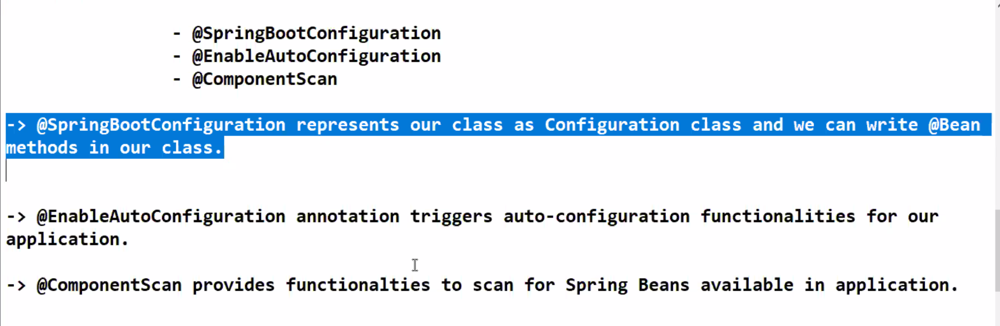 - @SpringBootConfiguration
- @EnableAutoConfiguration
- @ComponentScan
-> @SpringBootConfiguration represents our class as Configuration class and we can write @Bean
methods in our class.
-> @EnableAutoConfiguration annotation triggers auto-configuration functionalities for our
application.
-> @ComponentScan provides functionalties to scan for Spring Beans available in application.